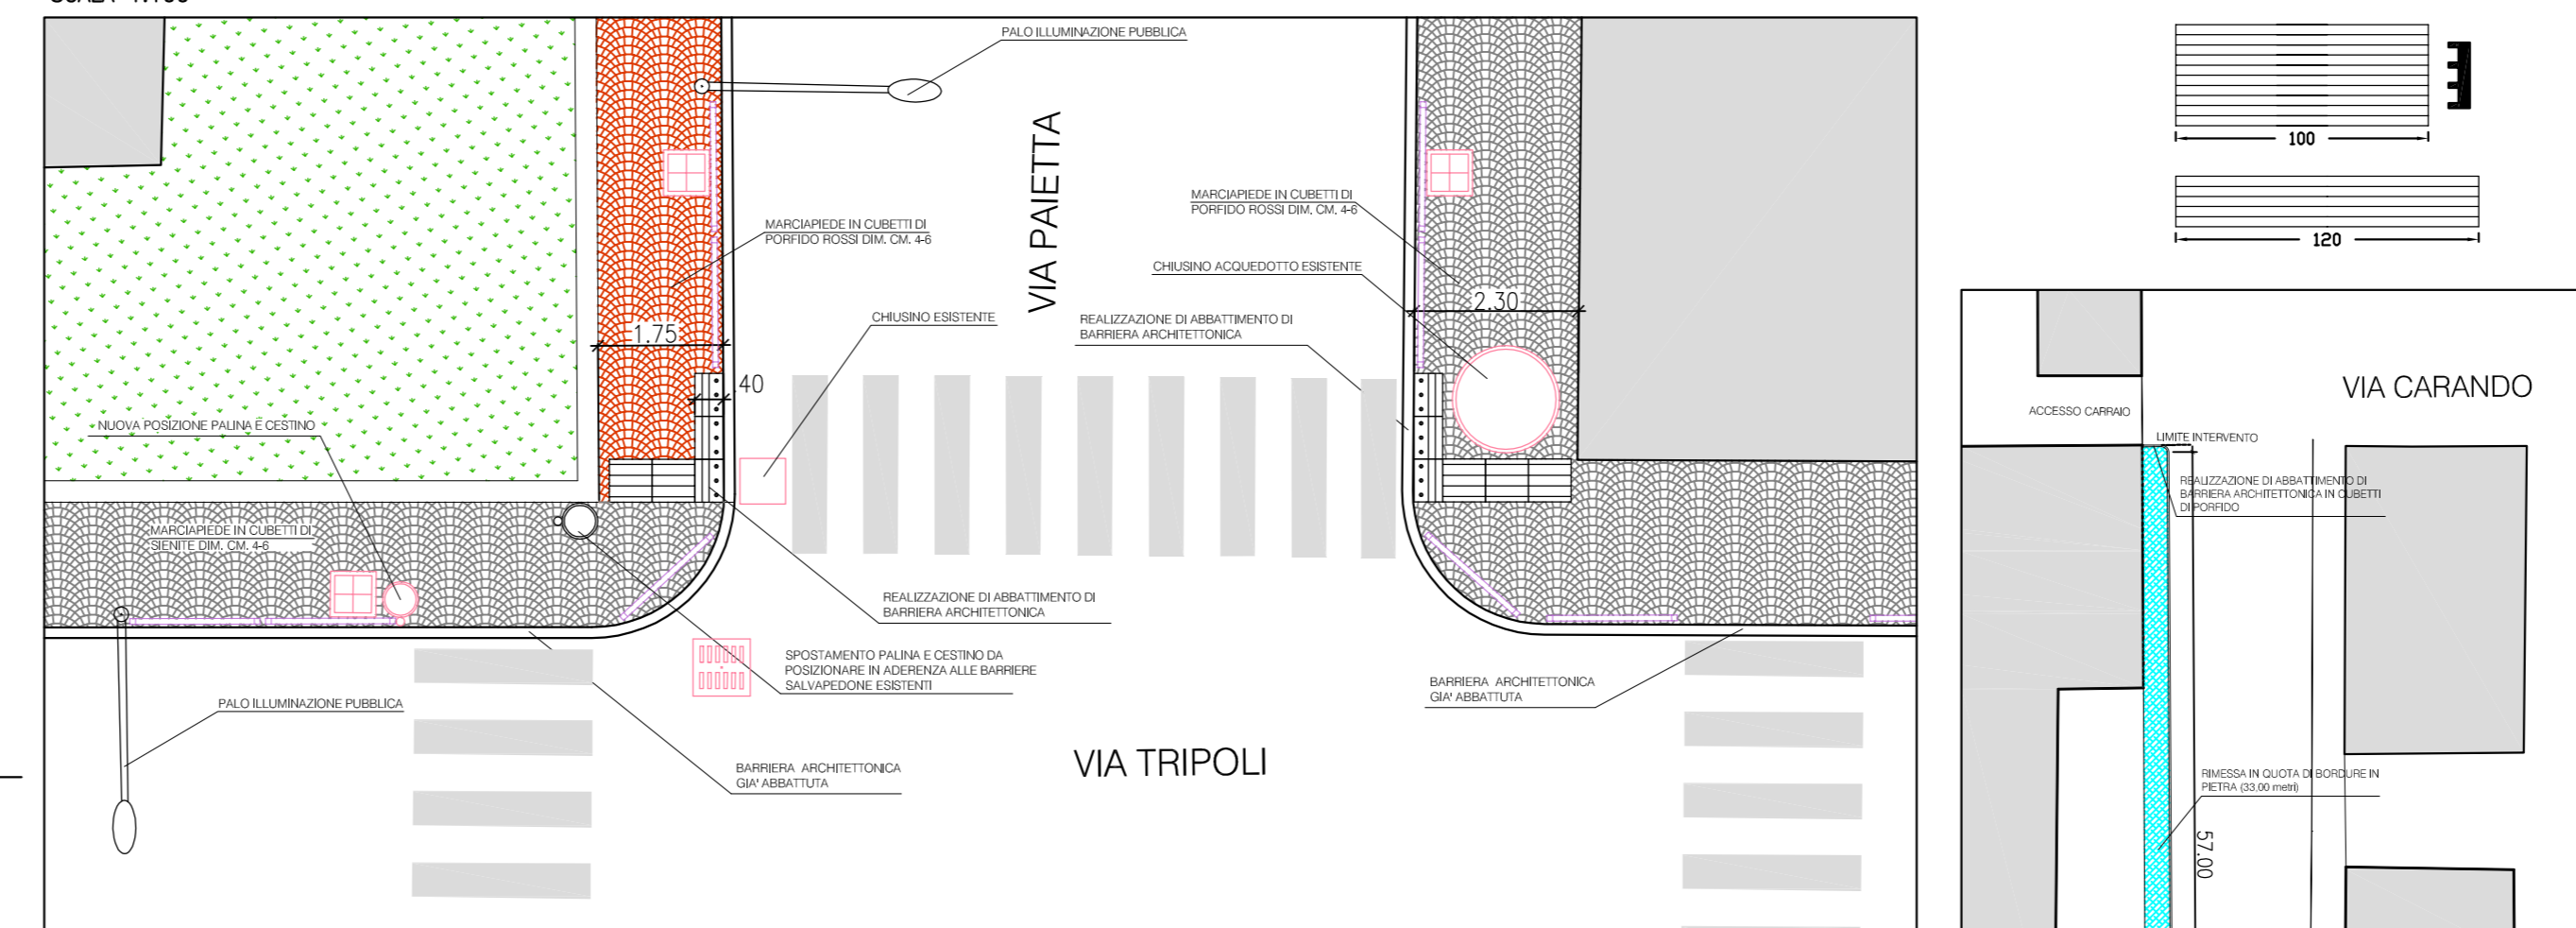 PALO ILLUMINAZIONE PUBBLICA
VIA PAIETTA
MARCIAPIEDE IN CUBETTI DI
PORFIDO ROSSI DIM. CM. 4-6
MARCIAPIEDE IN CUBETTI DI
PORFIDO ROSSI DIM. CM. 4-6
CHIUSINO ACQUEDOTTO ESISTENTE
CHIUSINO ESISTENTE
REALIZZAZIONE DI ABBATTIMENTO DI
BARRIERA ARCHITETTONICA
2.30
1.75
.40
NUOVA POSIZIONE PALINA E CESTINO
MARCIAPIEDE IN CUBETTI DI
SIENITE DIM. CM. 4-6
REALIZZAZIONE DI ABBATTIMENTO DI
BARRIERA ARCHITETTONICA
SPOSTAMENTO PALINA E CESTINO DA
POSIZIONARE IN ADERENZA ALLE BARRIERE
SALVAPEDONE ESISTENTI
PALO ILLUMINAZIONE PUBBLICA
BARRIERA ARCHITETTONICA
GIA' ABBATTUTA
BARRIERA ARCHITETTONICA
GIA' ABBATTUTA
VIA TRIPOLI
100
120
VIA CARANDO
ACCESSO CARRAIO
LIMITE INTERVENTO
REALIZZAZIONE DI ABBATTIMENTO DI
BARRIERA ARCHITETTONICA IN CUBETTI
DI PORFIDO
RIMESSA IN QUOTA DI BORDURE IN
PIETRA (33,00 metri)
57.00